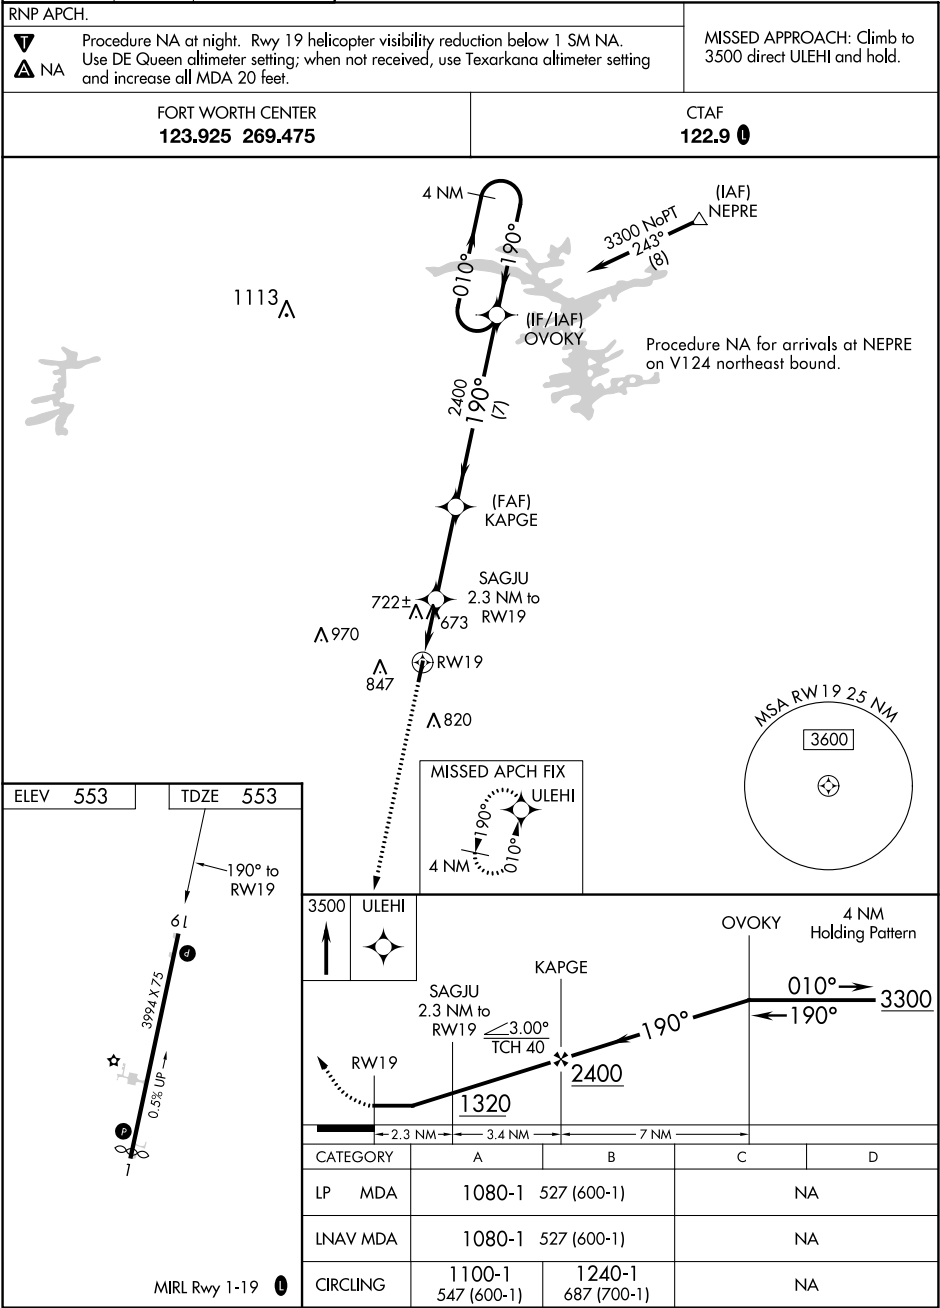 RNP APCH.
T
A NA
Procedure NA at night. Rwy 19 helicopter visibility reduction below 1 SM NA.
Use DE Queen altimeter setting; when not received, use Texarkana altimeter setting
and increase all MDA 20 feet.
MISSED APPROACH: Climb to
3500 direct ULEHI and hold.
FORT WORTH CENTER
123.925 269.475
CTAF
122.9 L
4 NM
010°
190°
(IAF)
NEPRE
3300 NoPT
243°
(8)
1113
(IF/IAF)
OVOKY
Procedure NA for arrivals at NEPRE
on V124 northeast bound.
2400
190°
(7)
(FAF)
KAPGE
SAGJU
2.3 NM to
RW19
722±
673
970
RW19
847
820
MSA RW19 25 NM
3600
MISSED APCH FIX
ULEHI
190°
010°
4 NM
ELEV 553
TDZE 553
190° to
RW19
19
P
3994 X 75
0.5% UP
P
L
1
MIRL Rwy 1-19 L
3500
ULEHI
OVOKY
4 NM
Holding Pattern
KAPGE
010°
3300
190°
190°
SAGJU
2.3 NM to
RW19
3.00°
TCH 40
RW19
2400
1320
2.3 NM
3.4 NM
7 NM
CATEGORY A B C D
LP MDA 1080-1 527 (600-1) NA
LNAV MDA 1080-1 527 (600-1) NA
CIRCLING 1100-1 547 (600-1) 1240-1 687 (700-1) NA